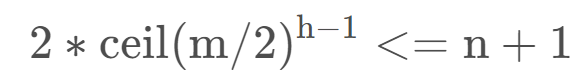 2 * ceil(m/2)^{h-1} <= n + 1